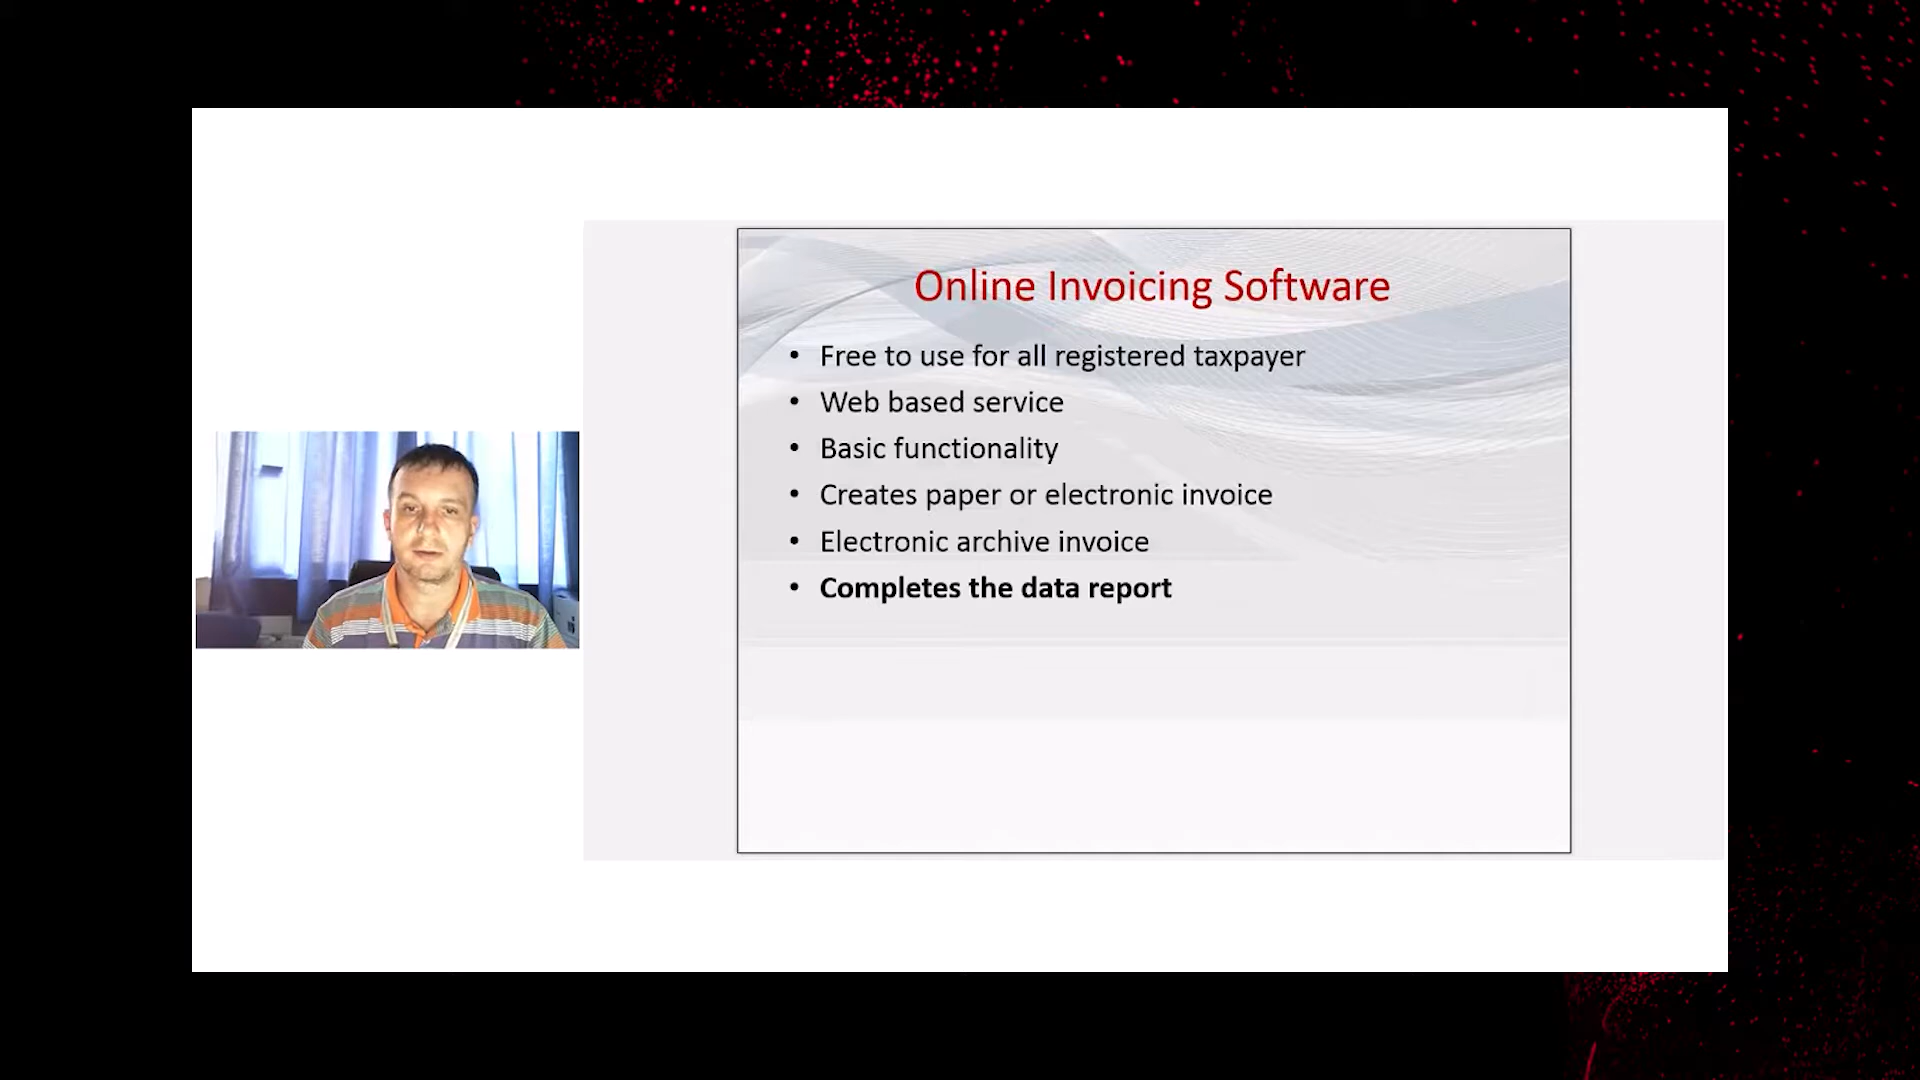 Online Invoicing Software
• Free to use for all registered taxpayer
• Web based service
• Basic functionality
• Creates paper or electronic invoice
• Electronic archive invoice
• Completes the data report